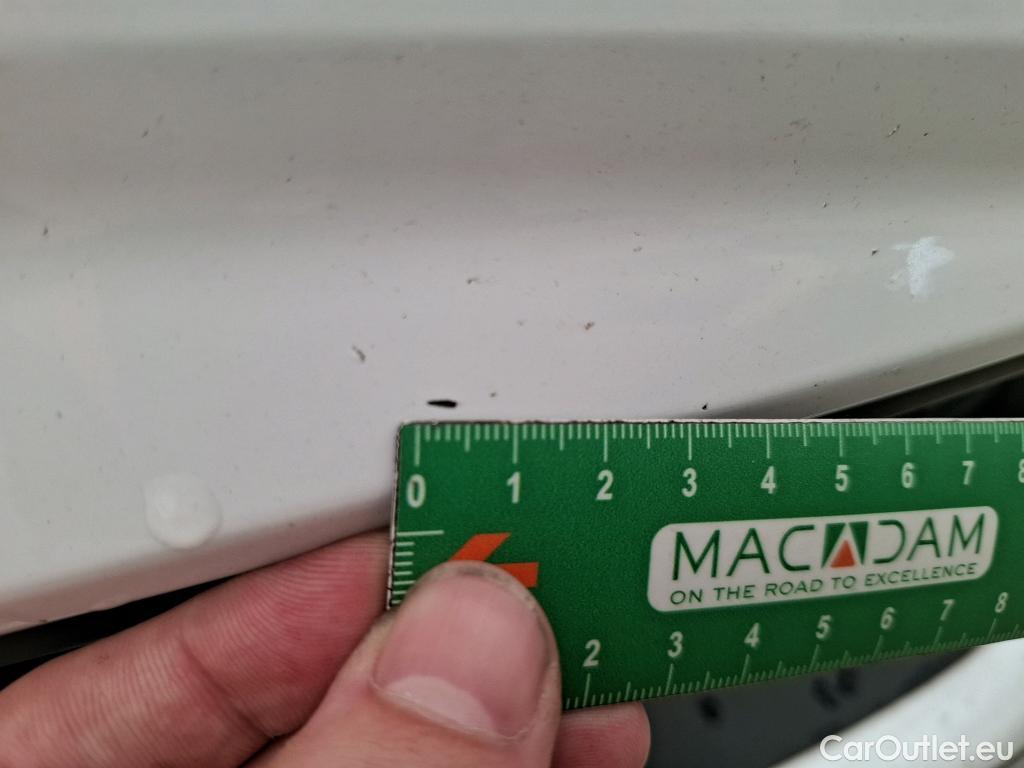 0 1 2 3 4 5 6 7 8
MACADAM
ON THE ROAD TO EXCELLENCE
2 3 4 5 6 7 8
CarOutlet.eu